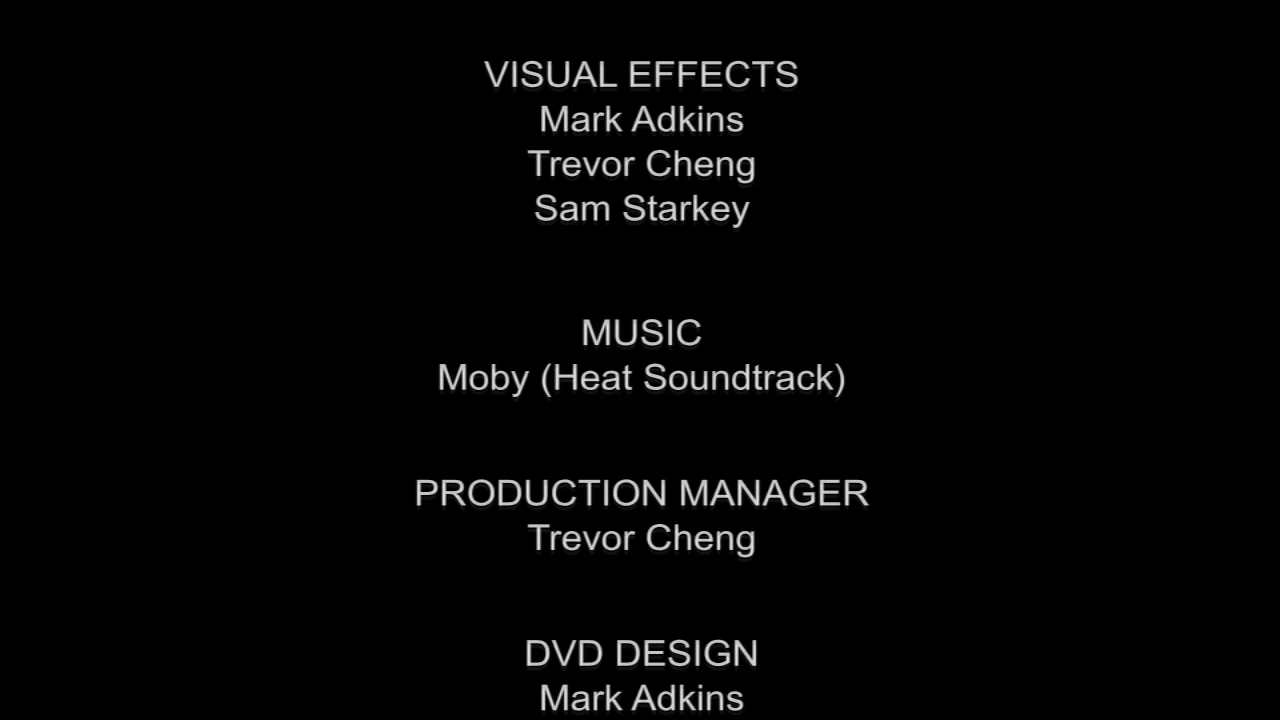 VISUAL EFFECTS
Mark Adkins
Trevor Cheng
Sam Starkey
MUSIC
Moby (Heat Soundtrack)
PRODUCTION MANAGER
Trevor Cheng
DVD DESIGN
Mark Adkins